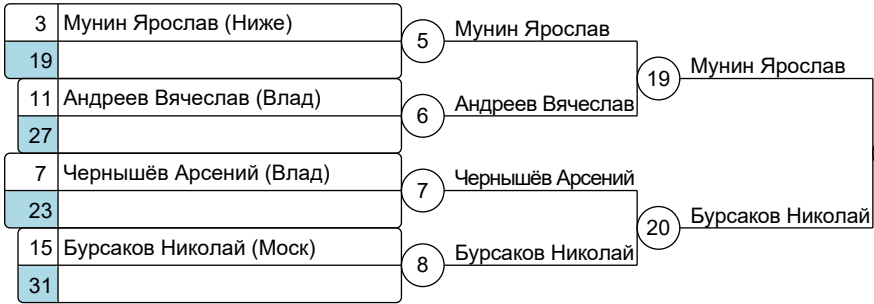 3 Мунин Ярослав (Ниже)
19
5 Мунин Ярослав
11 Андреев Вячеслав (Влад)
27
6 Андреев Вячеслав
19 Мунин Ярослав
7 Чернышёв Арсений (Влад)
23
7 Чернышёв Арсений
15 Бурсаков Николай (Моск)
31
8 Бурсаков Николай
20 Бурсаков Николай